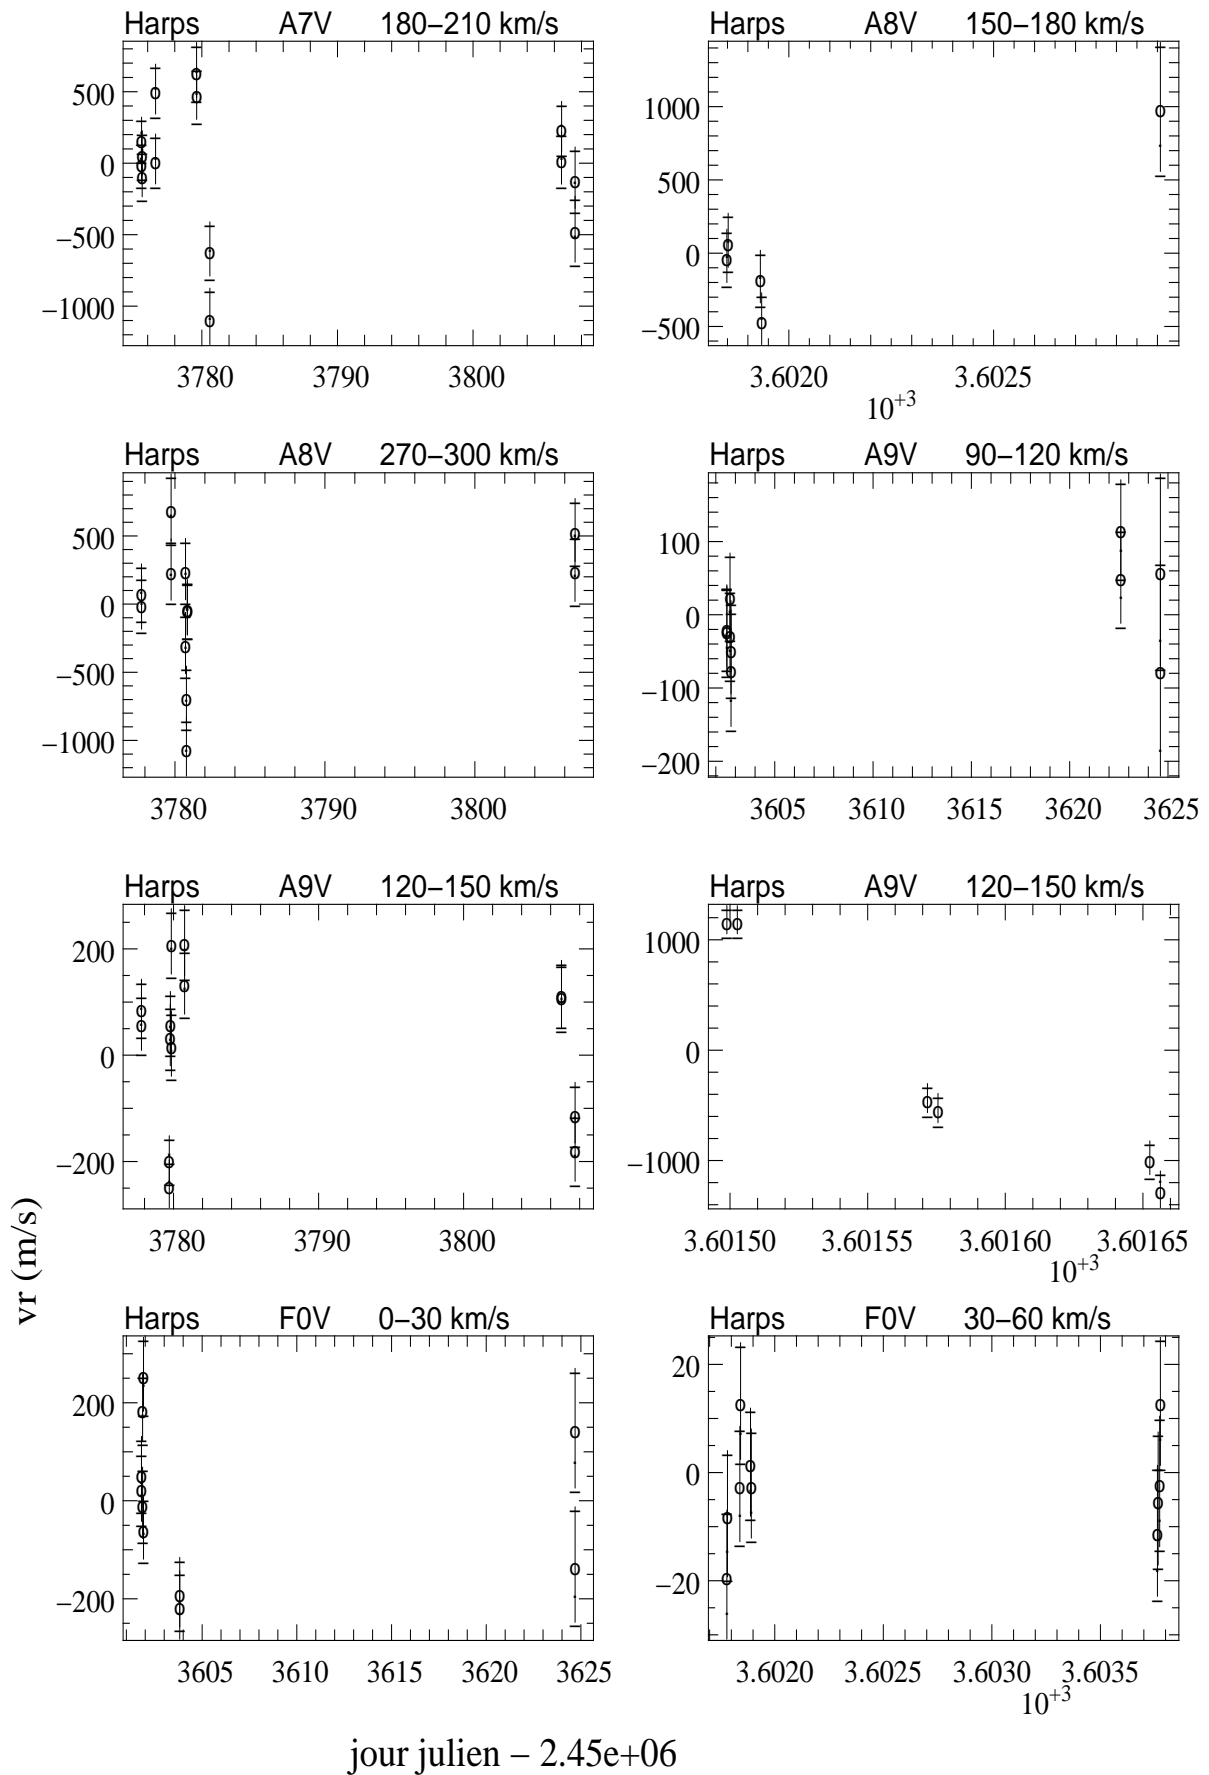 Harps A7V 180−210 km/s
500
0
−500
−1000
3780 3790 3800
Harps A8V 150−180 km/s
1000
500
0
−500
3.6020 3.6025
10+3
Harps A8V 270−300 km/s
500
0
−500
−1000
3780 3790 3800
Harps A9V 90−120 km/s
100
0
−100
−200
3605 3610 3615 3620 3625
Harps A9V 120−150 km/s
200
0
−200
3780 3790 3800
Harps A9V 120−150 km/s
1000
0
−1000
3.60150 3.60155 3.60160 3.60165
10+3
Harps F0V 0−30 km/s
200
0
−200
3605 3610 3615 3620 3625
Harps F0V 30−60 km/s
20
0
−20
3.6020 3.6025 3.6030 3.6035
10+3
vr (m/s)
jour julien − 2.45e+06